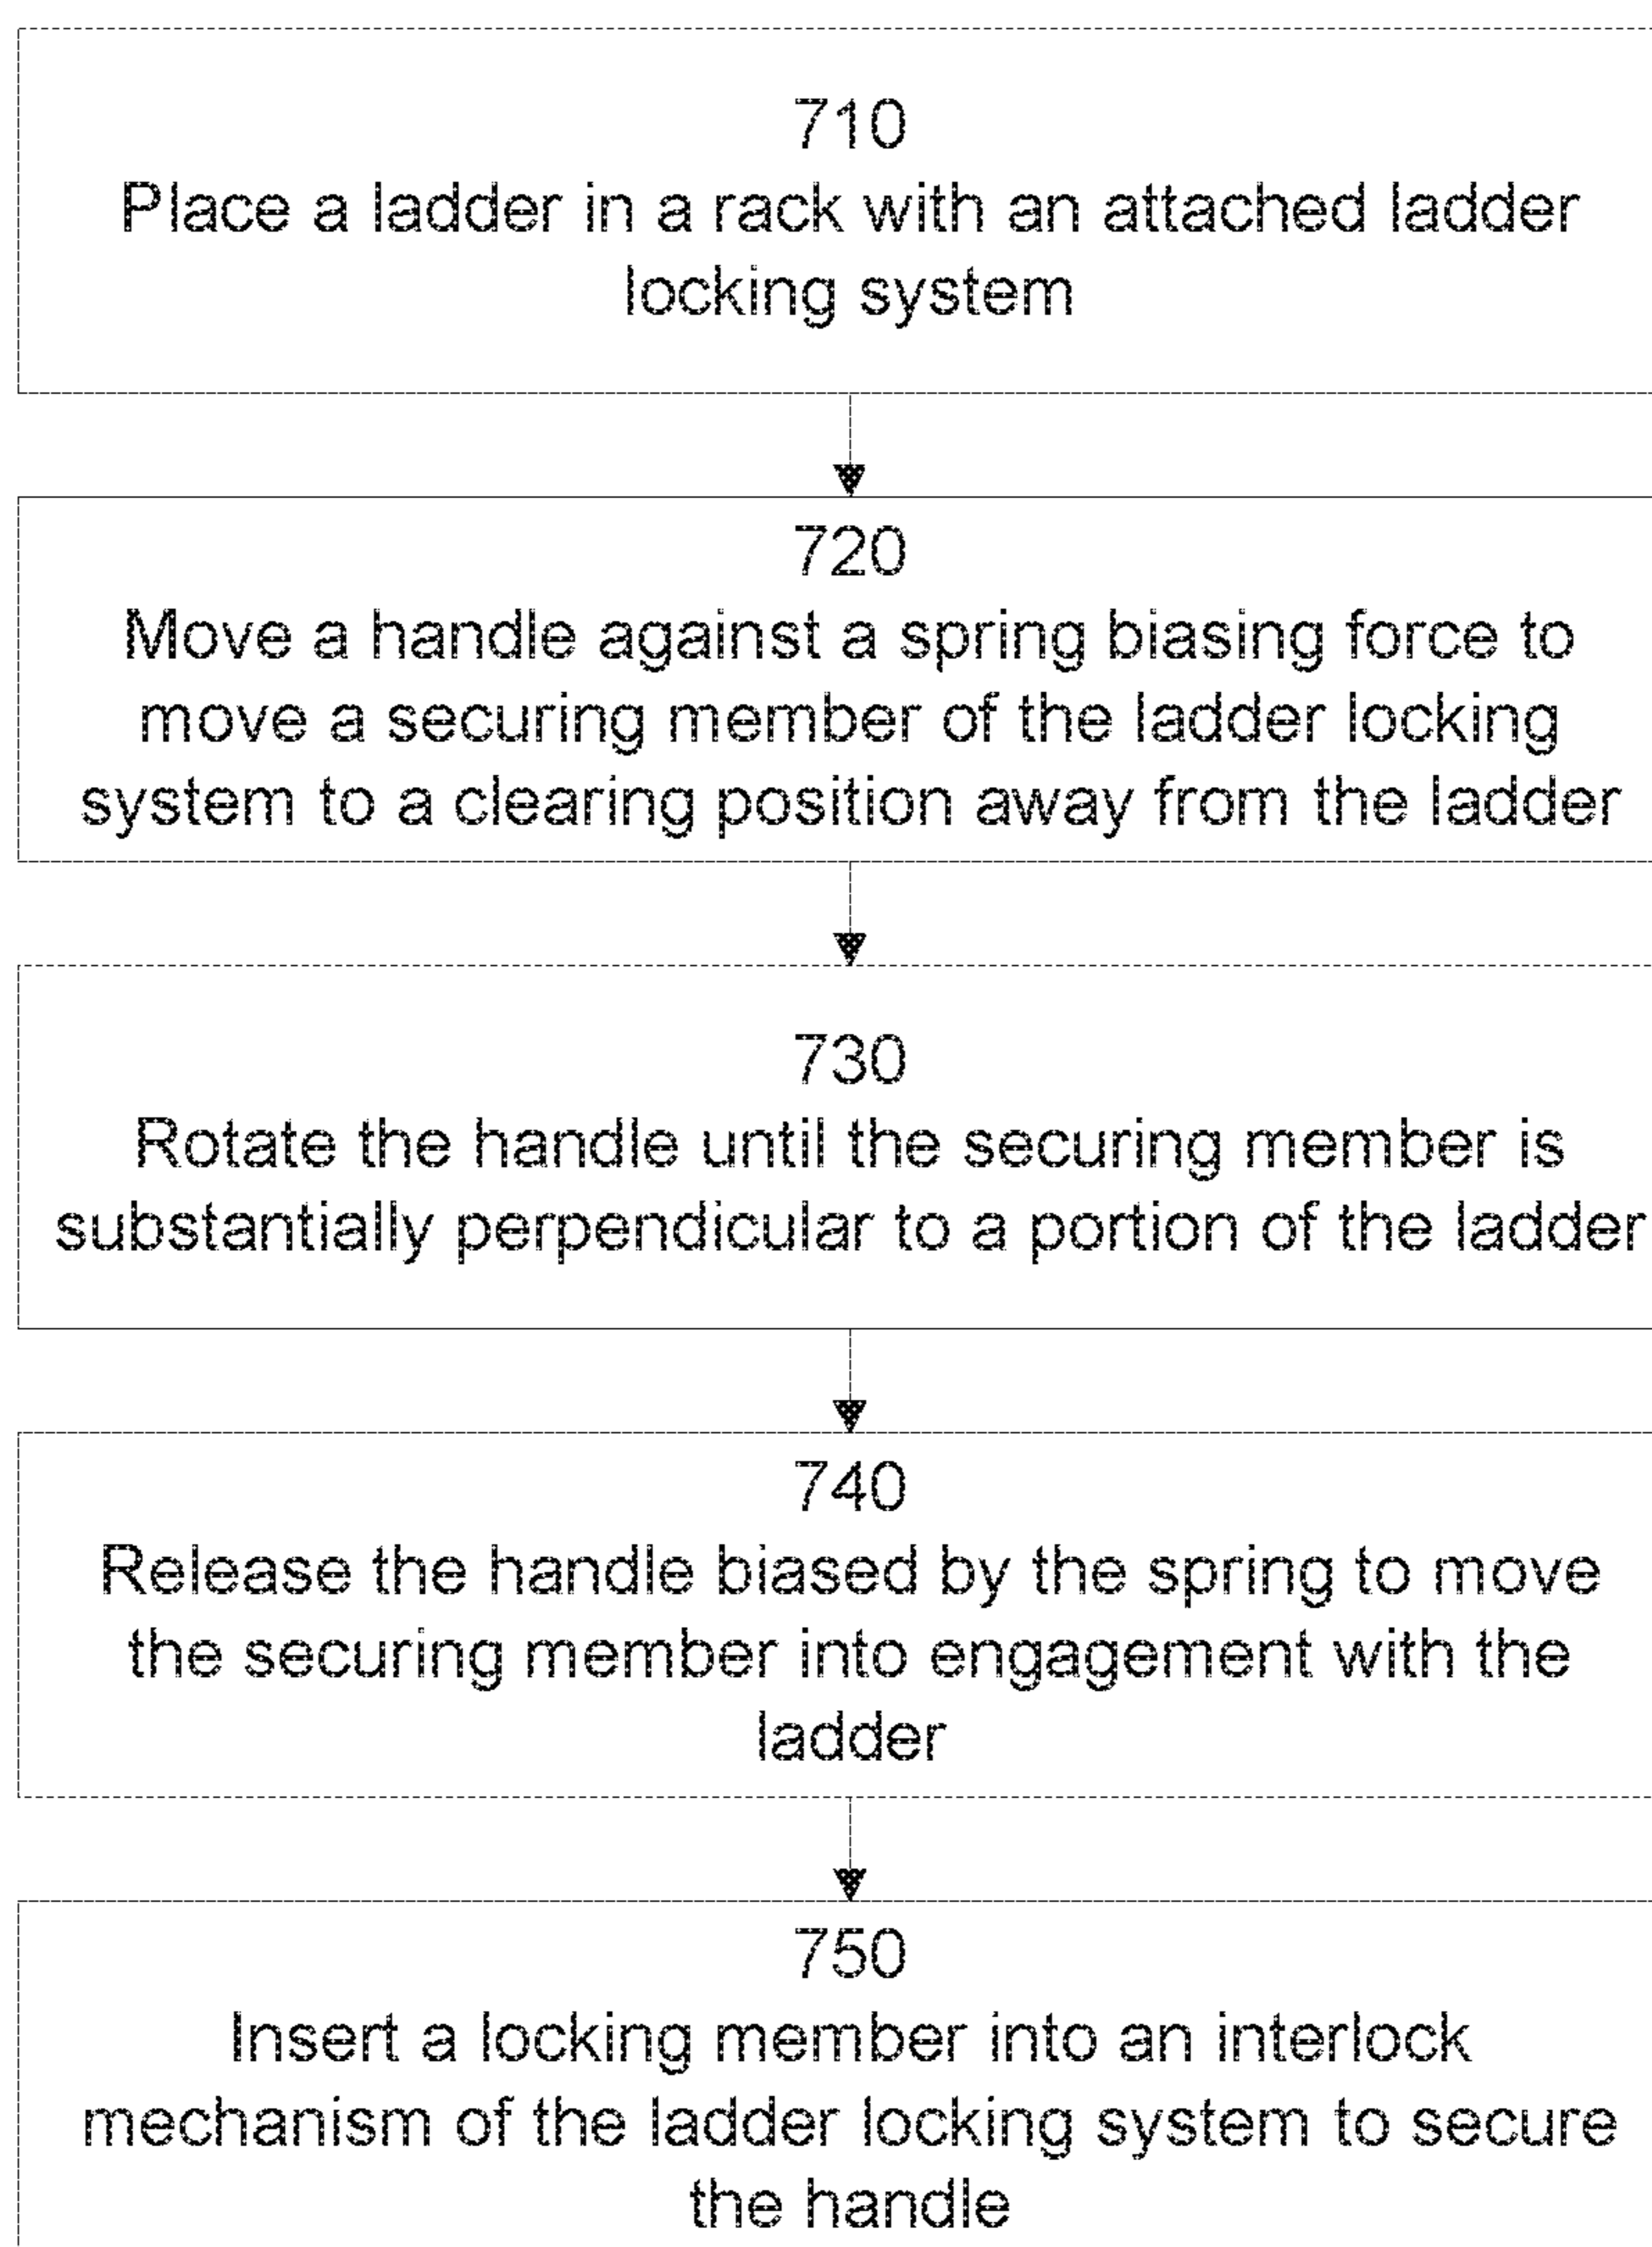 710
Place a ladder in a rack with an attached ladder
locking system
720
Move a handle against a spring biasing force to
move a securing member of the ladder locking
system to a clearing position away from the ladder
730
Rotate the handle until the securing member is
substantially perpendicular to a portion of the ladder
740
Release the handle biased by the spring to move
the securing member into engagement with the
ladder
750
Insert a locking member into an interlock
mechanism of the ladder locking system to secure
the handle